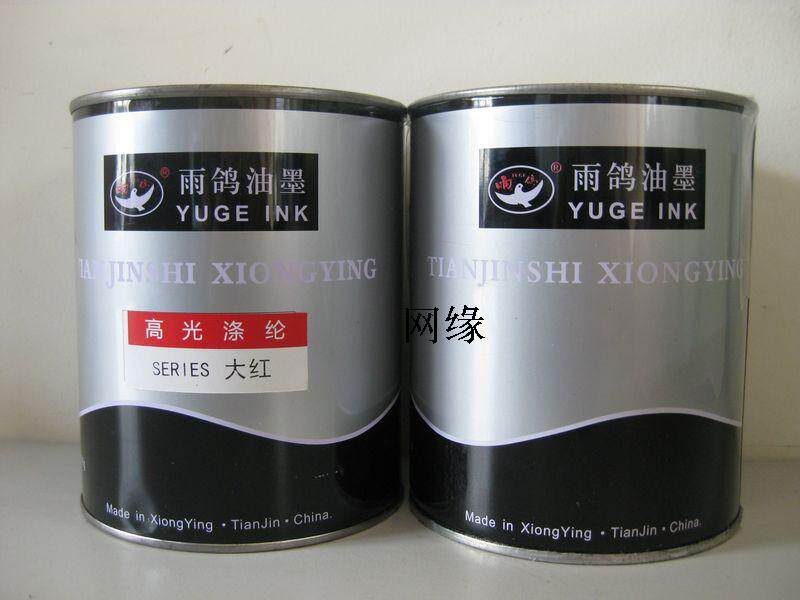 雨鸽油墨
YUGE INK
TIANJINSHI XIONGYING
高光涤纶
SERIES 大红
Made in XiongYing · TianJin · China.
雨鸽油墨
YUGE INK
TIANJINSHI XIONGYING
Made in XiongYing · TianJin · China.
网缘